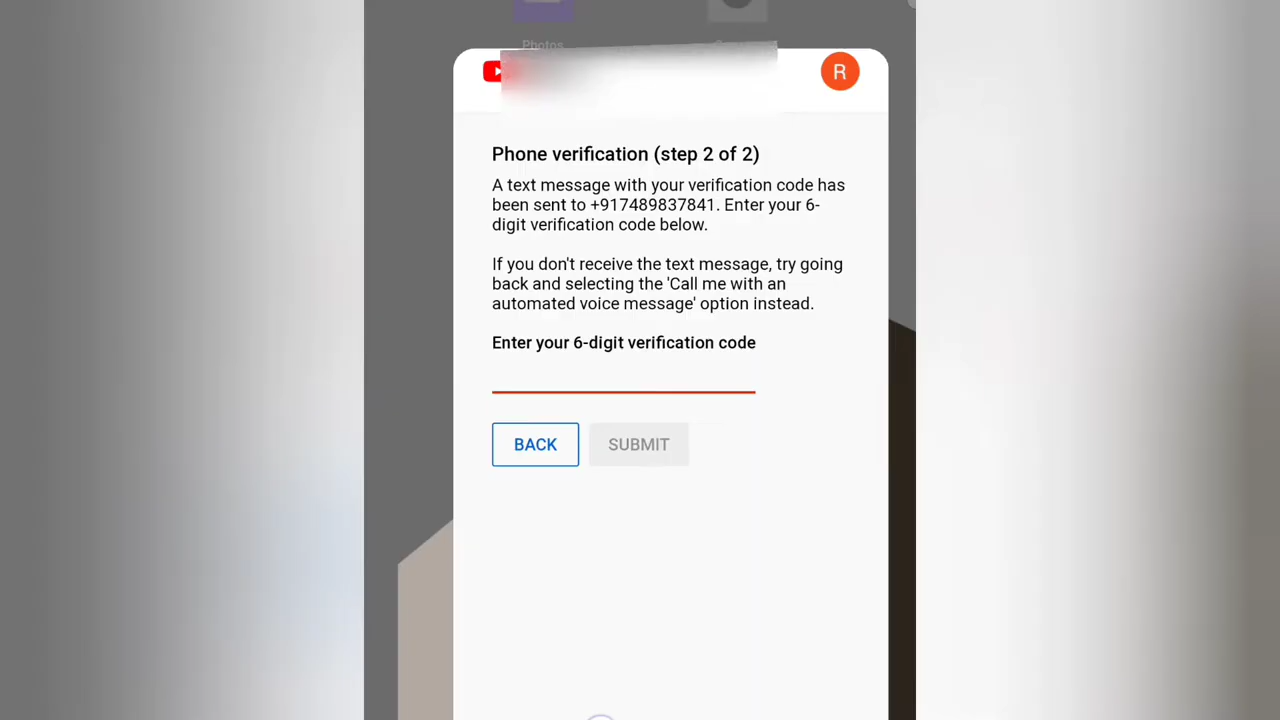 Photos
R
Phone verification (step 2 of 2)
A text message with your verification code has
been sent to +917489837841. Enter your 6-
digit verification code below.
If you don't receive the text message, try going
back and selecting the 'Call me with an
automated voice message' option instead.
Enter your 6-digit verification code
BACK SUBMIT